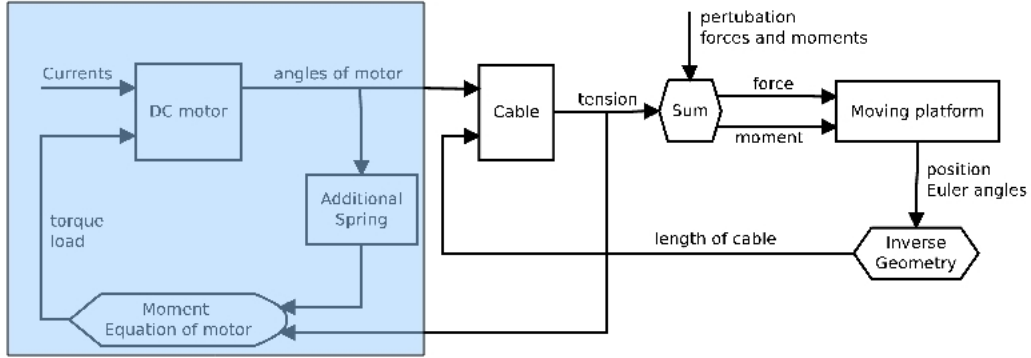 pertubation
forces and moments
Currents
angles of motor
DC motor
Cable
tension
Sum
force
moment
Moving platform
position
Euler angles
Additional
Spring
torque
load
length of cable
Inverse
Geometry
Moment
Equation of motor